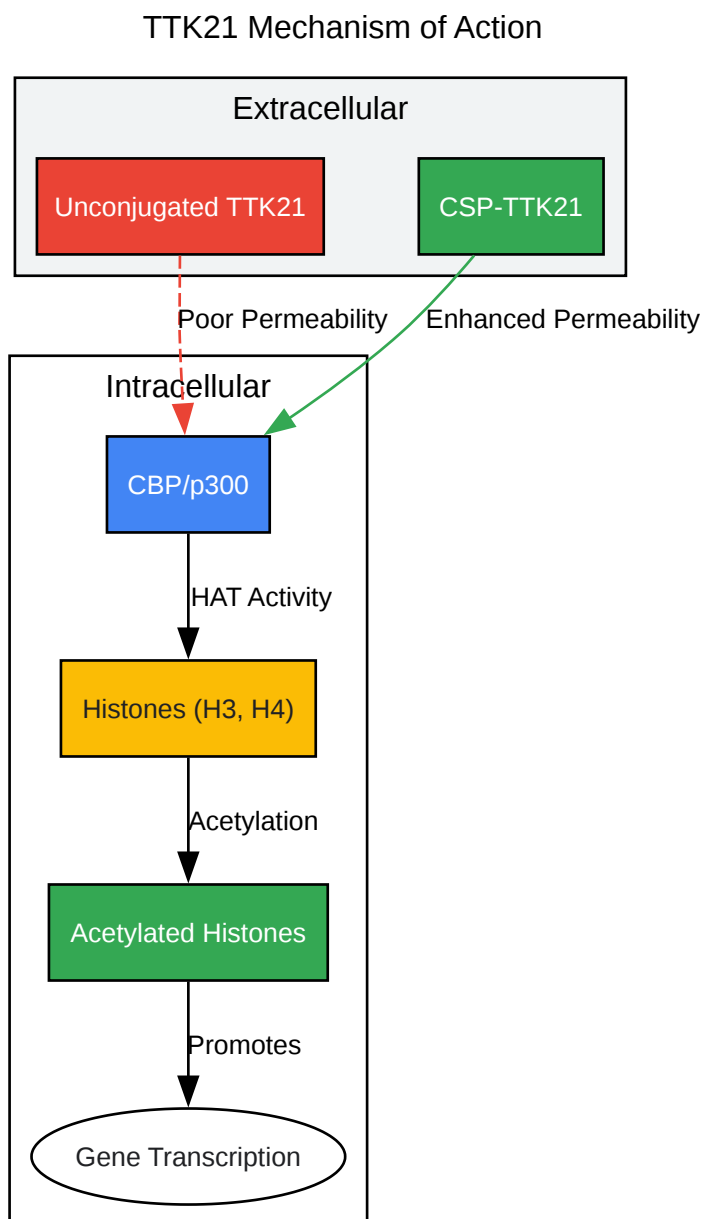 TTK21 Mechanism of Action
Extracellular
Unconjugated TTK21
CSP-TTK21
Poor Permeability
Enhanced Permeability
Intracellular
CBP/p300
HAT Activity
Histones (H3, H4)
Acetylation
Acetylated Histones
Promotes
Gene Transcription